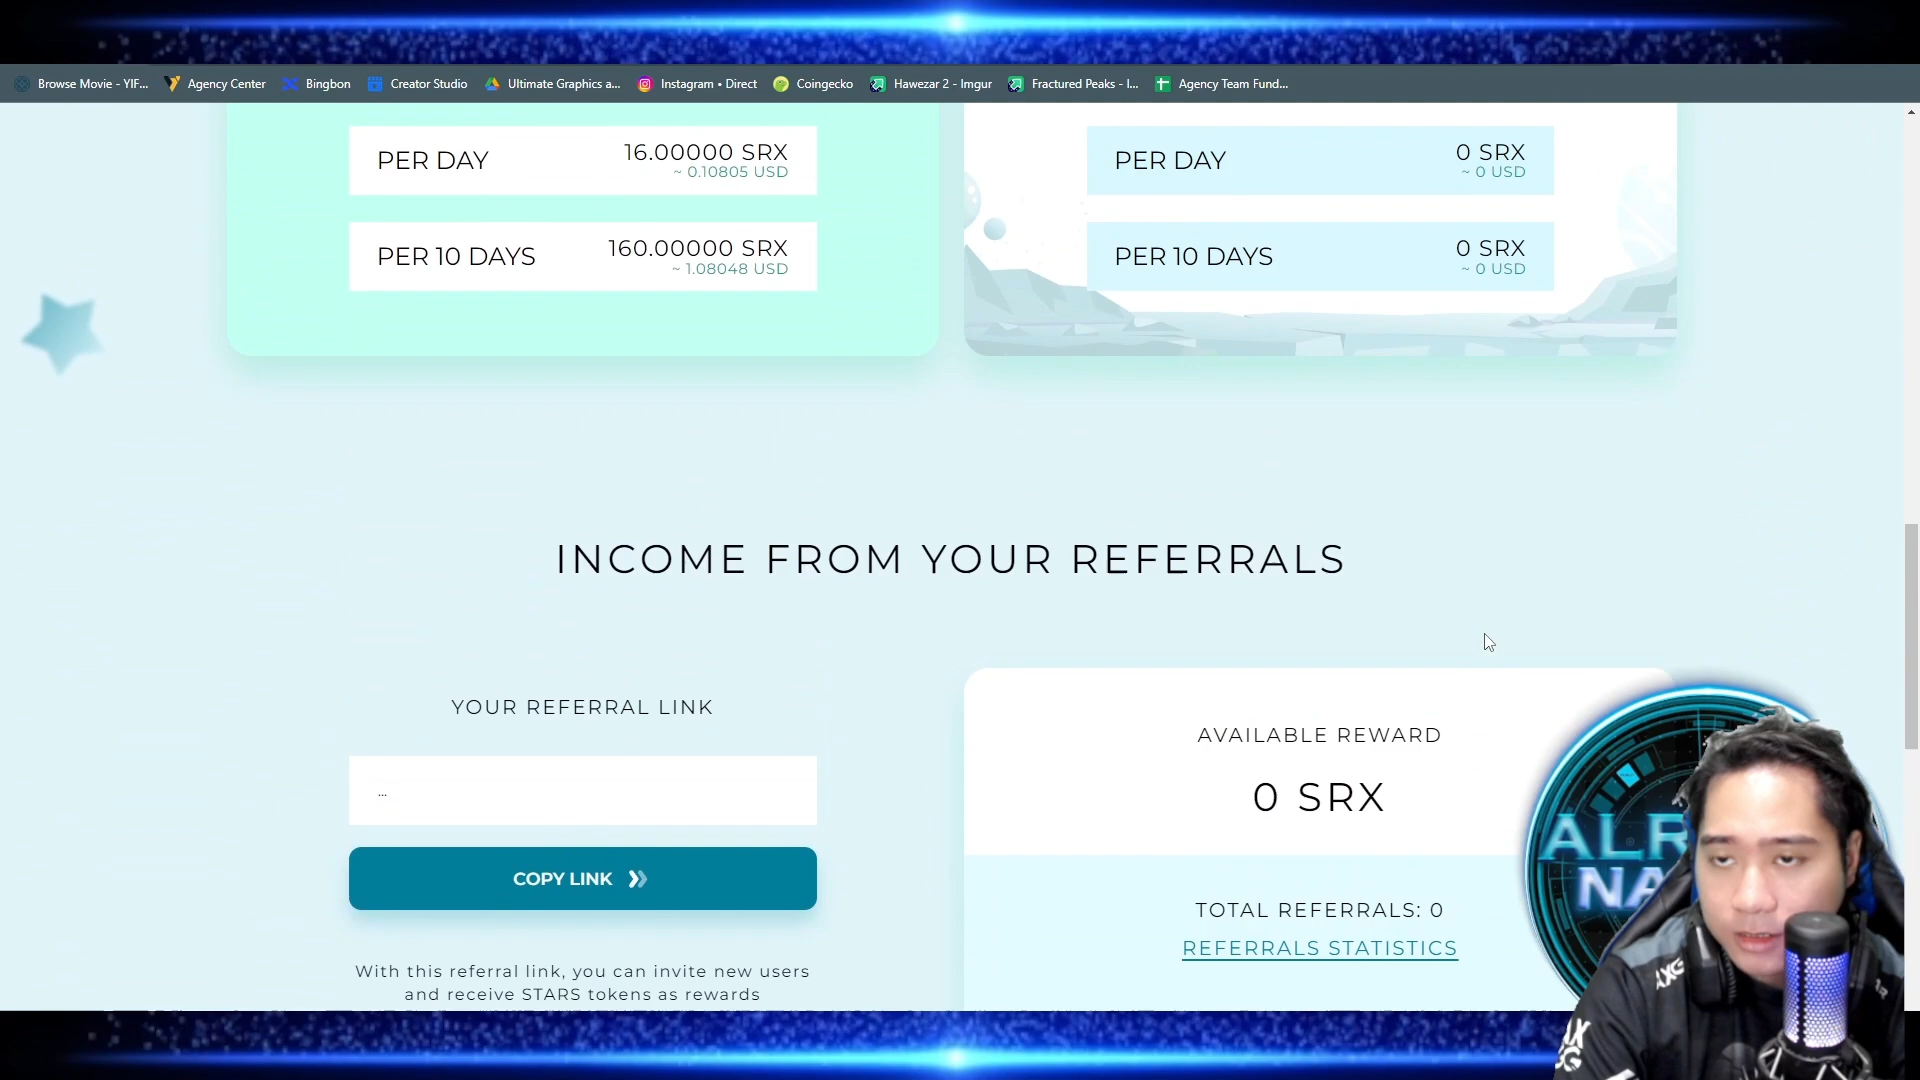 Browse Movie - YIF...
Agency Center
Bingbon
Creator Studio
Ultimate Graphics a...
Instagram • Direct
Coingecko
Hawezar 2 - Imgur
Fractured Peaks - I...
Agency Team Fund...
PER DAY
16.00000 SRX
~ 0.10805 USD
PER 10 DAYS
160.00000 SRX
~ 1.08048 USD
PER DAY
0 SRX
~ 0 USD
PER 10 DAYS
0 SRX
~ 0 USD
INCOME FROM YOUR REFERRALS
YOUR REFERRAL LINK
...
COPY LINK
With this referral link, you can invite new users
and receive STARS tokens as rewards
AVAILABLE REWARD
0 SRX
TOTAL REFERRALS: 0
REFERRALS STATISTICS